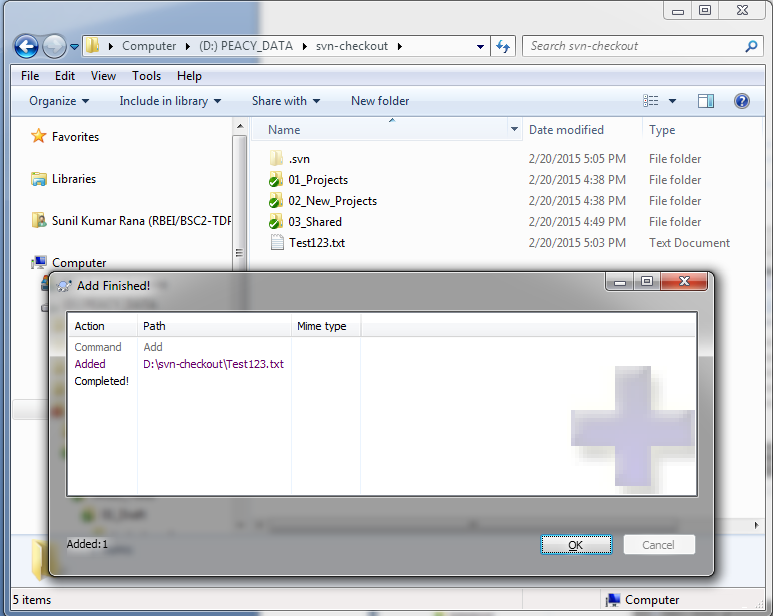 Computer (D:) PEACY_DATA svn-checkout
Search svn-checkout
File Edit View Tools Help
Organize Include in library Share with New folder
Favorites
Libraries
Sunil Kumar Rana (RBEI/BSC2-TDP
Computer
Name Date modified Type
.svn 2/20/2015 5:05 PM File folder
01_Projects 2/20/2015 4:38 PM File folder
02_New_Projects 2/20/2015 4:38 PM File folder
03_Shared 2/20/2015 4:49 PM File folder
Test123.txt 2/20/2015 5:03 PM Text Document
Add Finished!
Action Path Mime type
Command Add
Added D:\svn-checkout\Test123.txt
Completed!
Added:1
OK Cancel
5 items
Computer